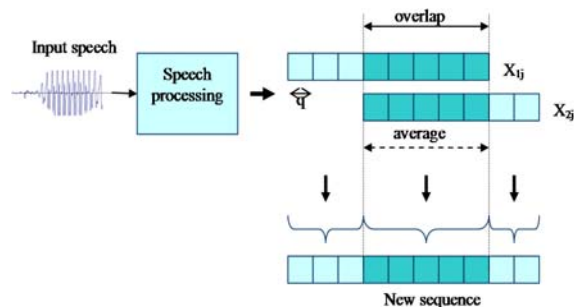 overlap
Input speech
Speech
processing
X1j
q
X2j
average
New sequence